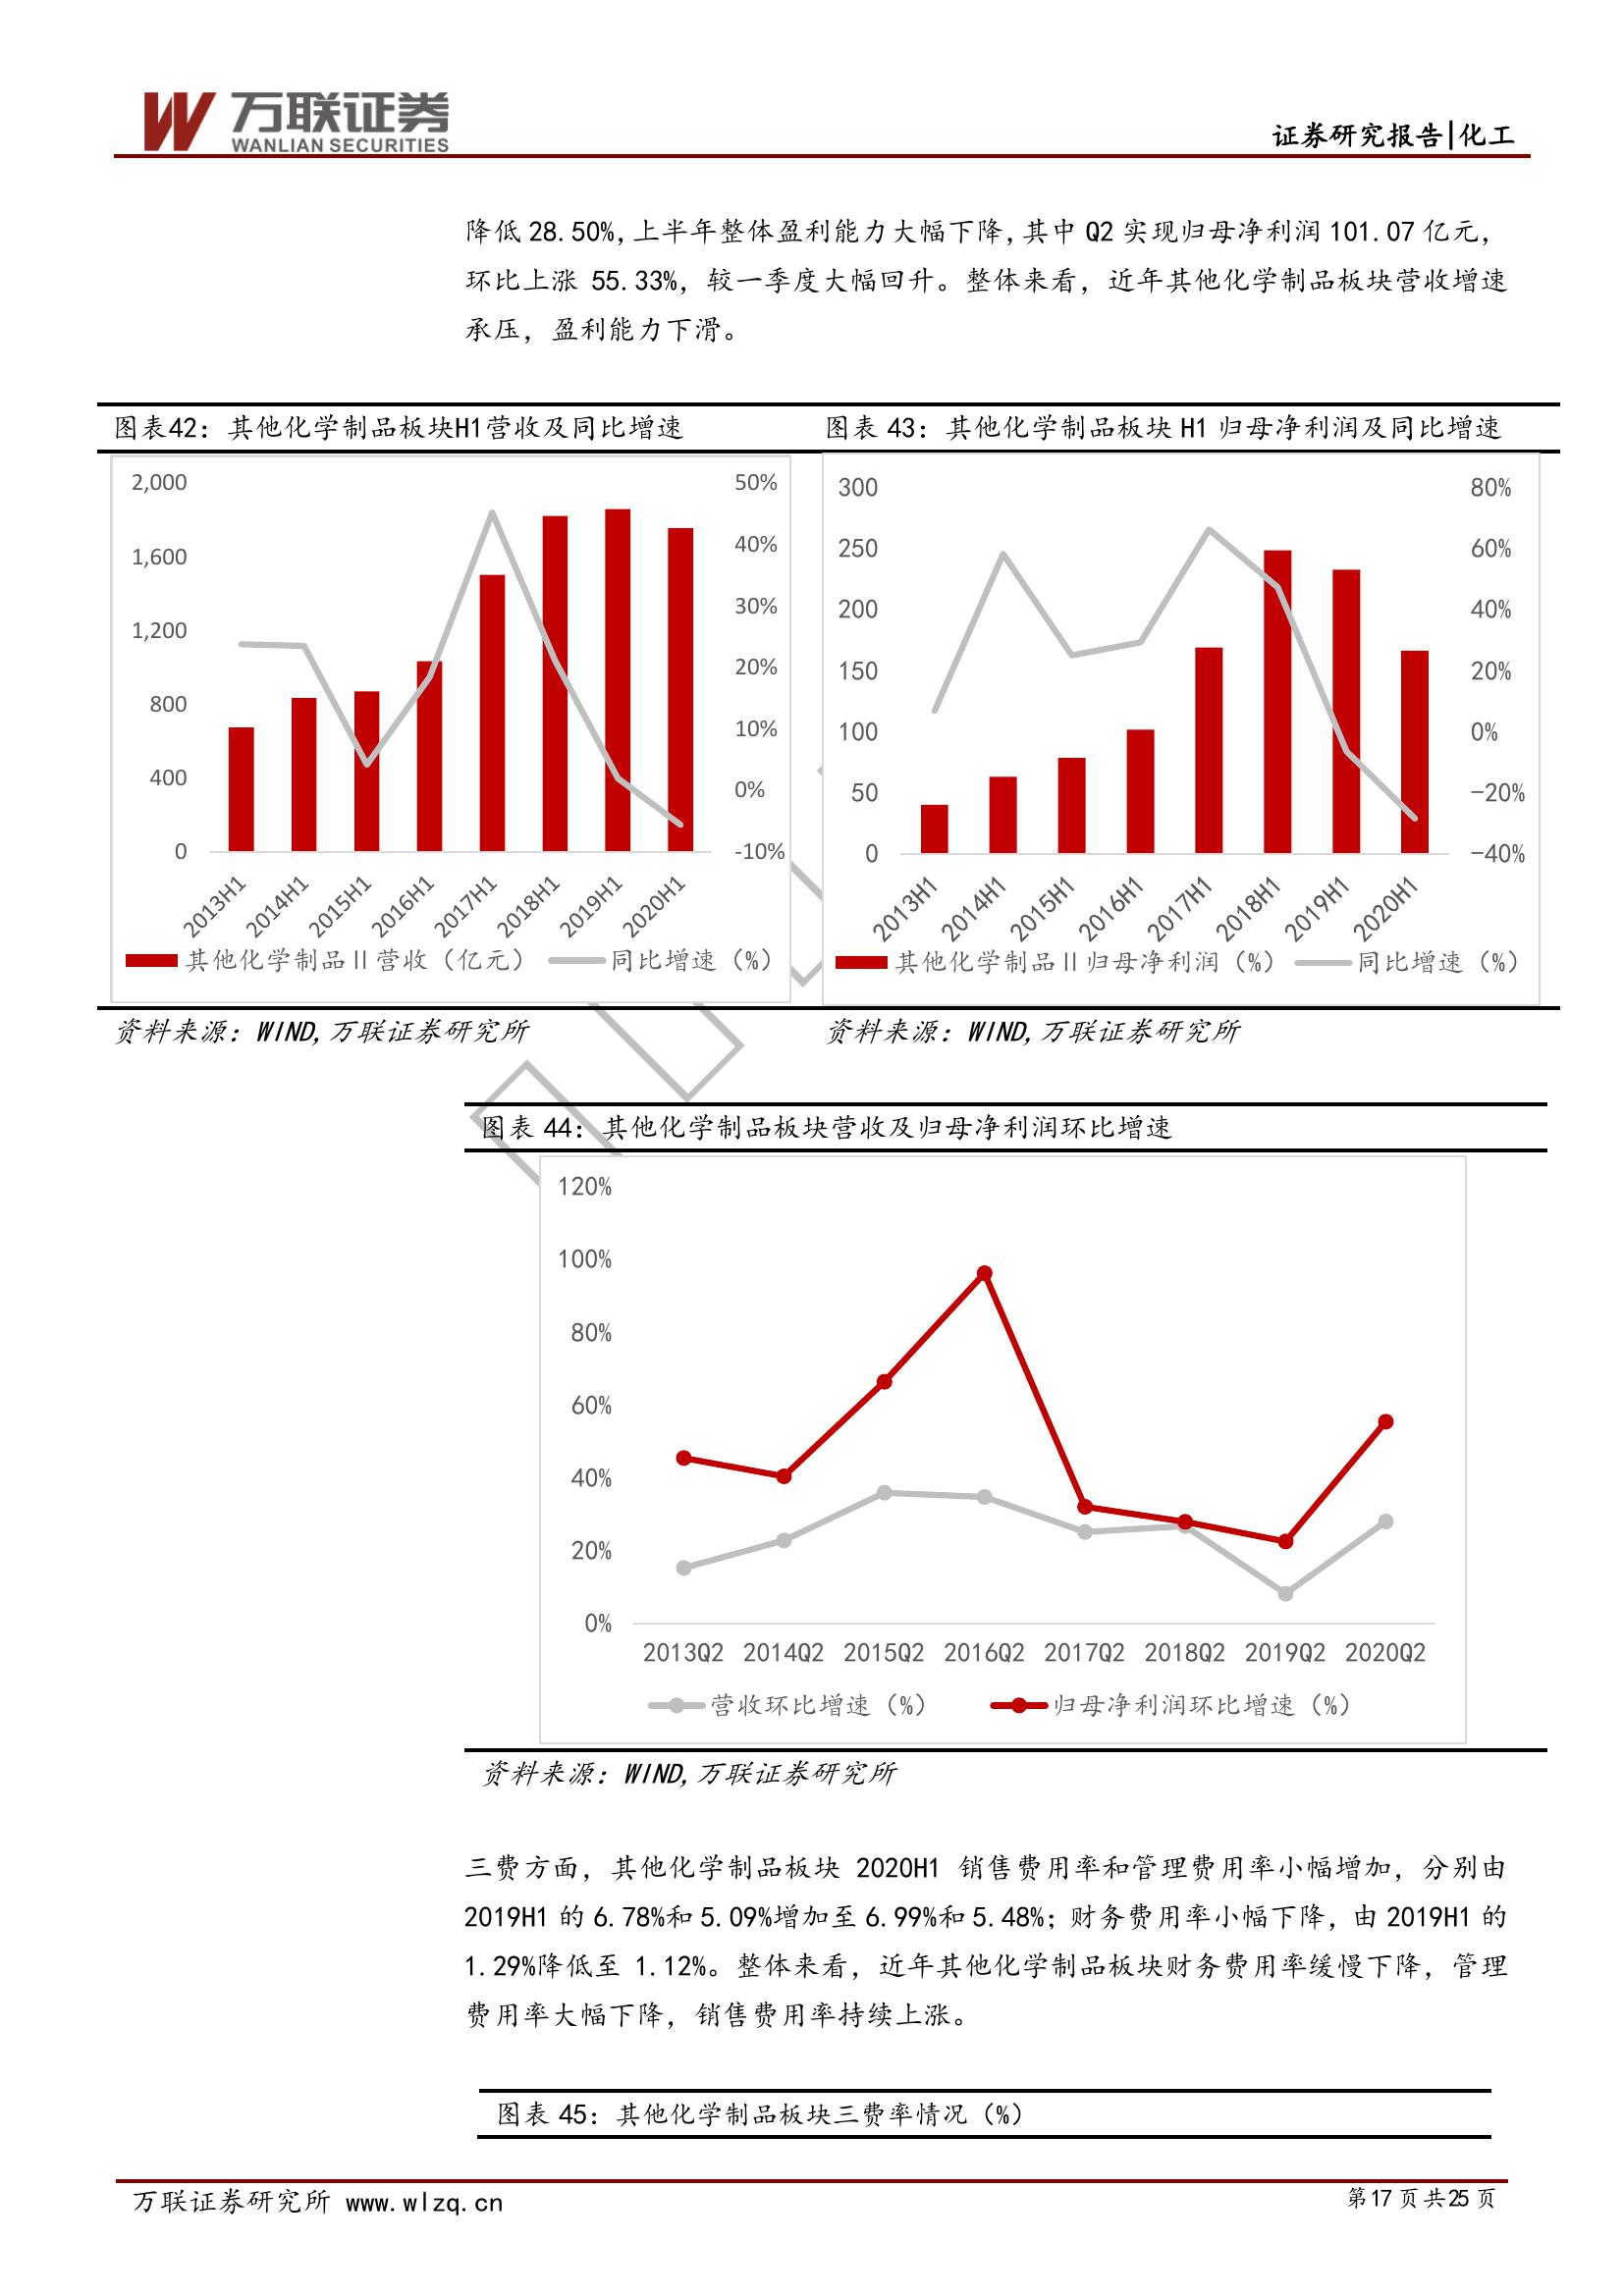 万联证券
WANLIAN SECURITIES
证券研究报告|化工
降低 28.50%,上半年整体盈利能力大幅下降,其中 Q2 实现归母净利润 101.07 亿元,
环比上涨 55.33%，较一季度大幅回升。整体来看，近年其他化学制品板块营收增速
承压，盈利能力下滑。
图表42：其他化学制品板块H1营收及同比增速
图表 43：其他化学制品板块 H1 归母净利润及同比增速
2,000
1,600
1,200
800
400
0
50%
40%
30%
20%
10%
0%
-10%
2013H1 2014H1 2015H1 2016H1 2017H1 2018H1 2019H1 2020H1
其他化学制品Ⅱ营收（亿元） 同比增速（%）
300
250
200
150
100
50
0
80%
60%
40%
20%
0%
-20%
-40%
2013H1 2014H1 2015H1 2016H1 2017H1 2018H1 2019H1 2020H1
其他化学制品Ⅱ归母净利润（%） 同比增速（%）
资料来源：WIND,万联证券研究所
资料来源：WIND,万联证券研究所
图表 44：其他化学制品板块营收及归母净利润环比增速
120%
100%
80%
60%
40%
20%
0%
2013Q2 2014Q2 2015Q2 2016Q2 2017Q2 2018Q2 2019Q2 2020Q2
营收环比增速（%） 归母净利润环比增速（%）
资料来源：WIND,万联证券研究所
三费方面，其他化学制品板块 2020H1 销售费用率和管理费用率小幅增加，分别由
2019H1 的 6.78%和 5.09%增加至 6.99%和 5.48%；财务费用率小幅下降，由 2019H1 的
1.29%降低至 1.12%。整体来看，近年其他化学制品板块财务费用率缓慢下降，管理
费用率大幅下降，销售费用率持续上涨。
图表 45：其他化学制品板块三费率情况（%）
万联证券研究所 www.wlzq.cn
第17 页 共25 页